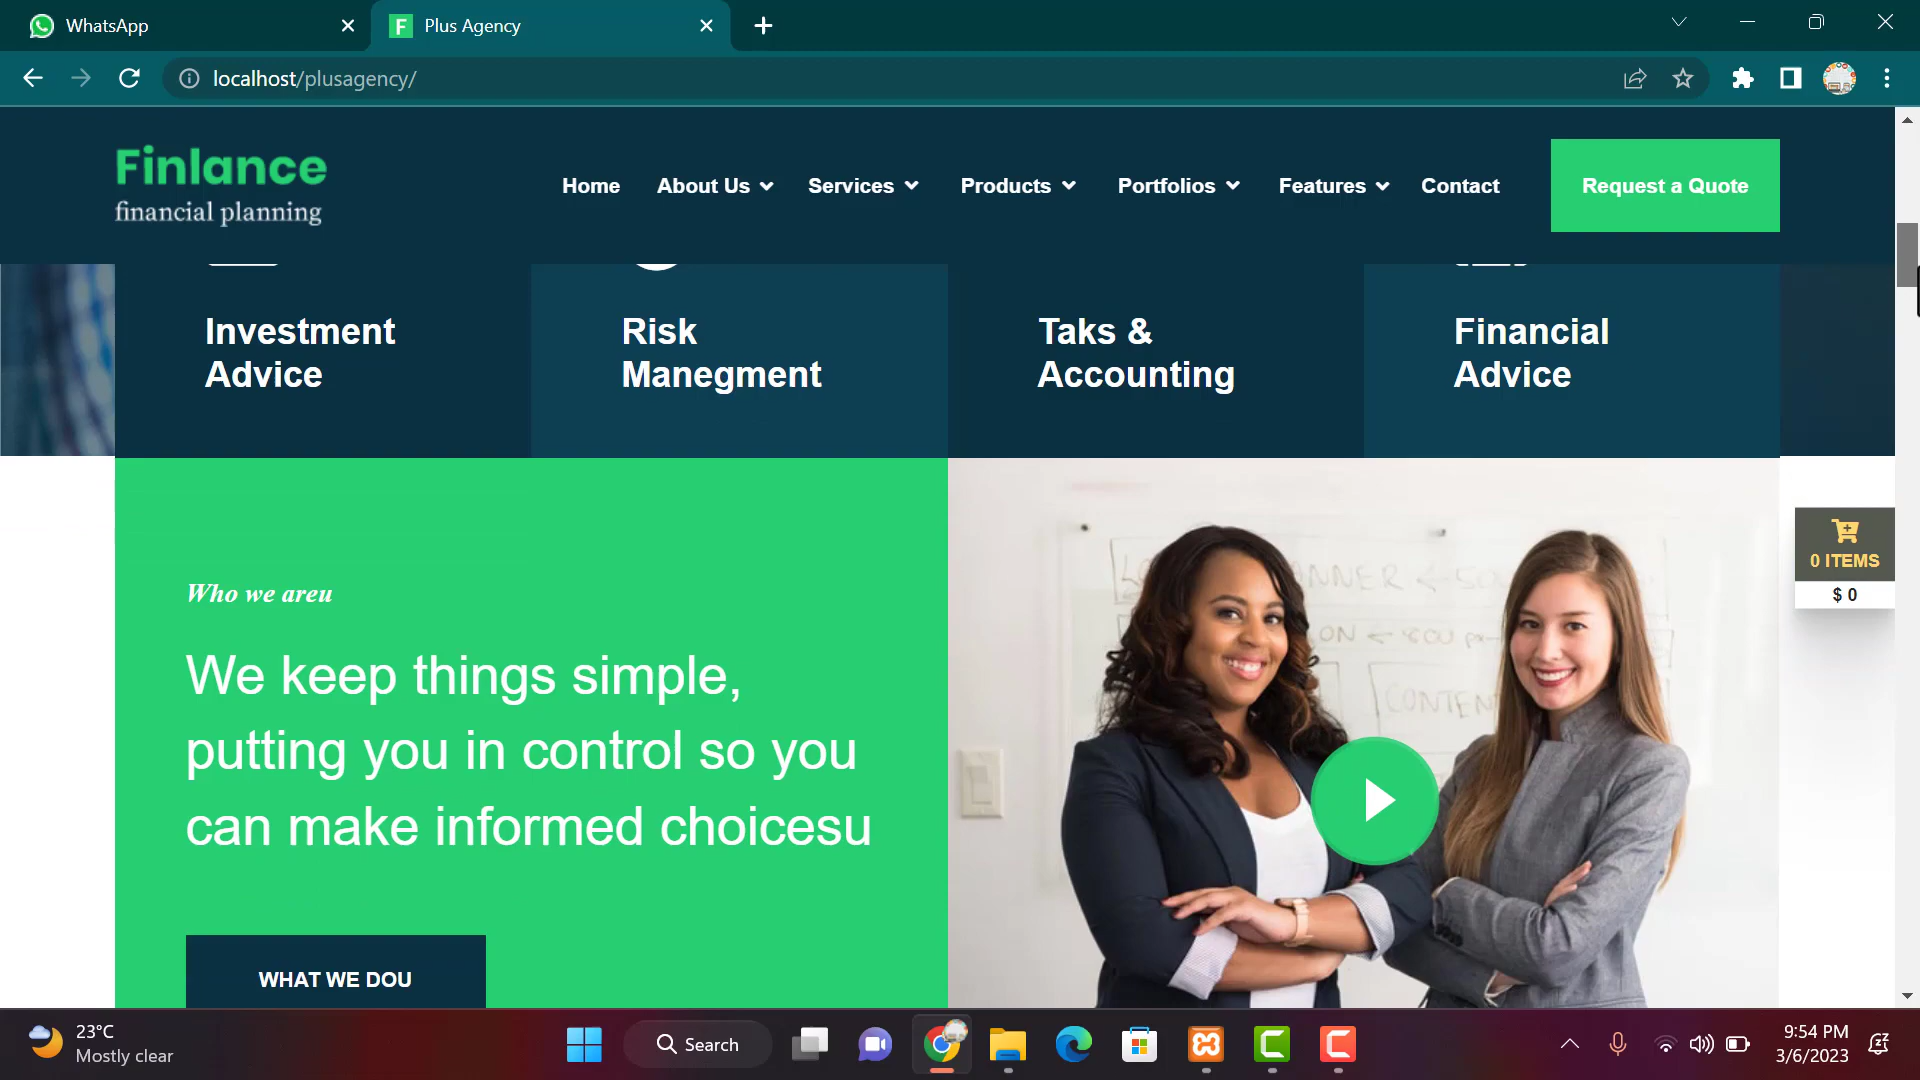 WhatsApp
F Plus Agency
localhost/plusagency/
Finlance
financial planning
Home About Us Services Products Portfolios Features Contact Request a Quote
Investment
Advice
Risk
Manegment
Taks &
Accounting
Financial
Advice
Who we areu
We keep things simple,
putting you in control so you
can make informed choicesu
WHAT WE DOU
0 ITEMS
$ 0
23°C
Mostly clear
Search
9:54 PM
3/6/2023